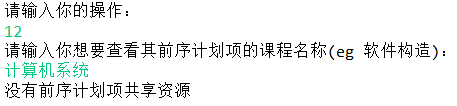 请输入你的操作：
12
请输入你想要查看其前序计划项的课程名称(eg 软件构造)：
计算机系统
没有前序计划项共享资源